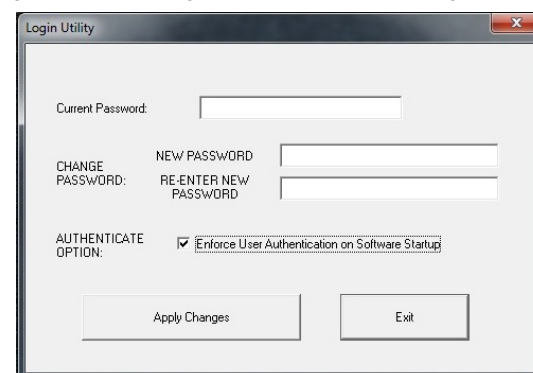 Login Utility
Current Password:
CHANGE
PASSWORD:
NEW PASSWORD
RE-ENTER NEW
PASSWORD
AUTHENTICATE
OPTION:
Enforce User Authentication on Software Startup
Apply Changes
Exit